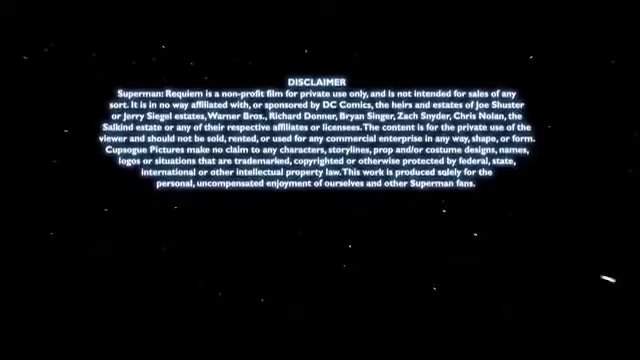 DISCLAIMER
Superman: Requiem is a non-profit film for private use only, and is not intended for sales of any
sort. It is in no way affiliated with, or sponsored by DC Comics, the heirs and estates of Joe Shuster
or Jerry Siegel estates, Warner Bros., Richard Donner, Bryan Singer, Zach Snyder, Chris Nolan, the
Salkind estate or any of their respective affiliates or licensees. The content is for the private use of the
viewer and should not be sold, rented, or used for any commercial enterprise in any way, shape, or form.
Cupsogue Pictures make no claim to any characters, storylines, prop and/or costume designs, names,
logos or situations that are trademarked, copyrighted or otherwise protected by federal, state,
international or other intellectual property law. This work is produced solely for the
personal, uncompensated enjoyment of ourselves and other Superman fans.